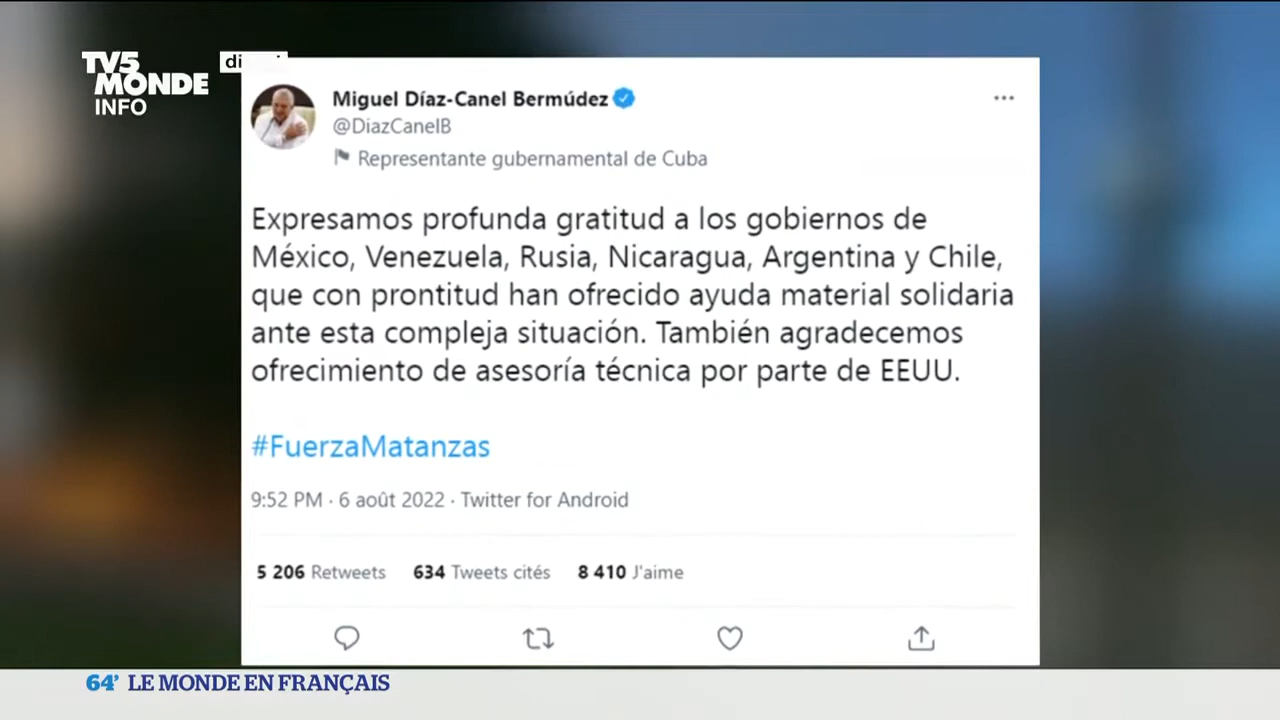 TV5
MONDE
INFO
Miguel Díaz-Canel Bermúdez
@DiazCanelB
Representante gubernamental de Cuba
Expresamos profunda gratitud a los gobiernos de
México, Venezuela, Rusia, Nicaragua, Argentina y Chile,
que con prontitud han ofrecido ayuda material solidaria
ante esta compleja situación. También agradecemos
ofrecimiento de asesoría técnica por parte de EEUU.
#FuerzaMatanzas
9:52 PM · 6 août 2022 · Twitter for Android
5 206 Retweets 634 Tweets cités 8 410 J'aime
64' LE MONDE EN FRANÇAIS